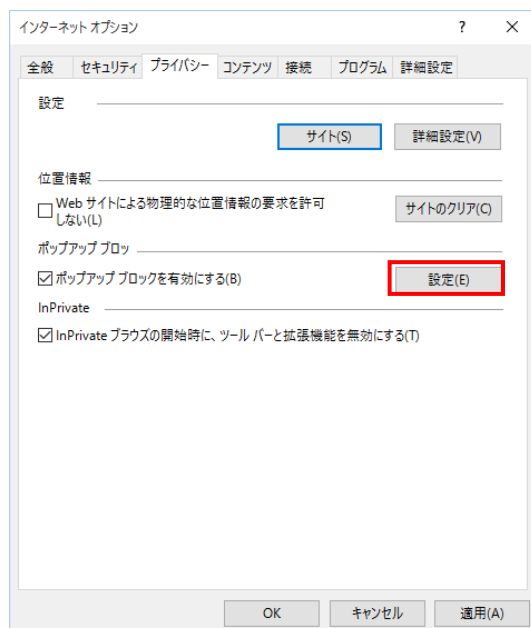 インターネット オプション ? ×
全般 セキュリティ プライバシー コンテンツ 接続 プログラム 詳細設定
設定
サイト(S) 詳細設定(V)
位置情報
Web サイトによる物理的な位置情報の要求を許可
しない(L)
サイトのクリア(C)
ポップアップ ブロッ
ポップアップ ブロックを有効にする(B) 設定(E)
InPrivate
InPrivate ブラウズの開始時に、ツール バーと拡張機能を無効にする(T)
OK キャンセル 適用(A)